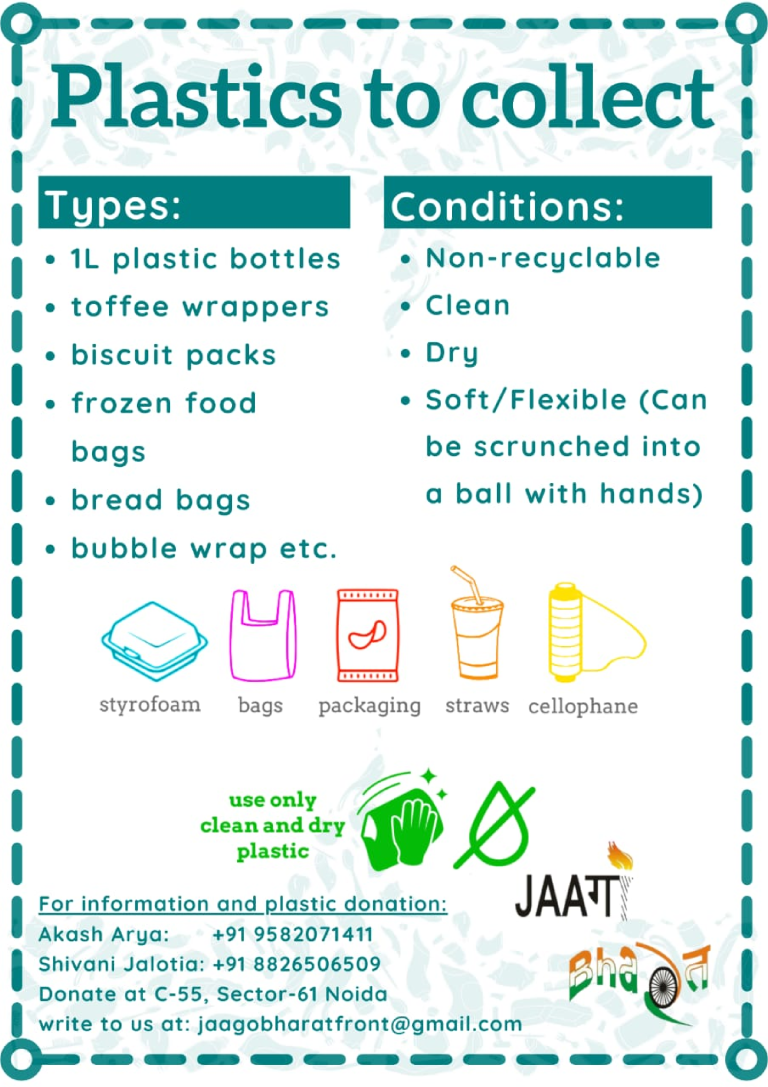 Plastics to collect
Types:
• 1L plastic bottles
• toffee wrappers
• biscuit packs
• frozen food
bags
• bread bags
• bubble wrap etc.
Conditions:
• Non-recyclable
• Clean
• Dry
• Soft/Flexible (Can
be scrunched into
a ball with hands)
styrofoam bags packaging straws cellophane
use only
clean and dry
plastic
For information and plastic donation:
Akash Arya: +91 9582071411
Shivani Jalotia: +91 8826506509
Donate at C-55, Sector-61 Noida
write to us at: jaagobharatfront@gmail.com
JAAग
Bhaरत